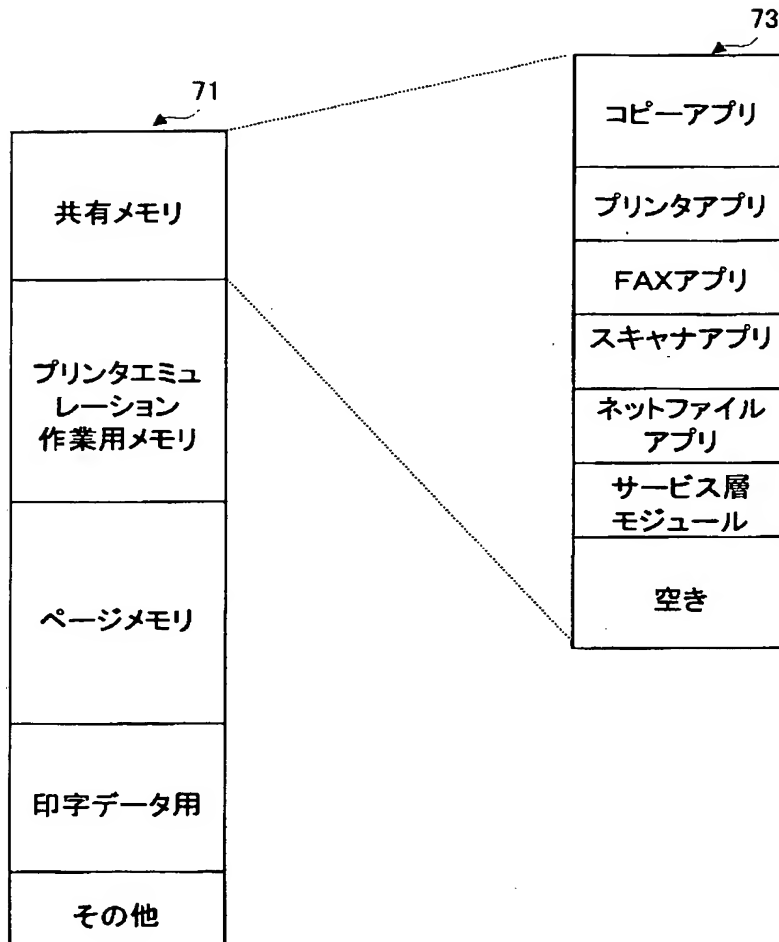 71
共有メモリ
プリンタエミュ
レーション
作業用メモリ
ページメモリ
印字データ用
その他
73
コピーアプリ
プリンタアプリ
FAXアプリ
スキャナアプリ
ネットファイル
アプリ
サービス層
モジュール
空き